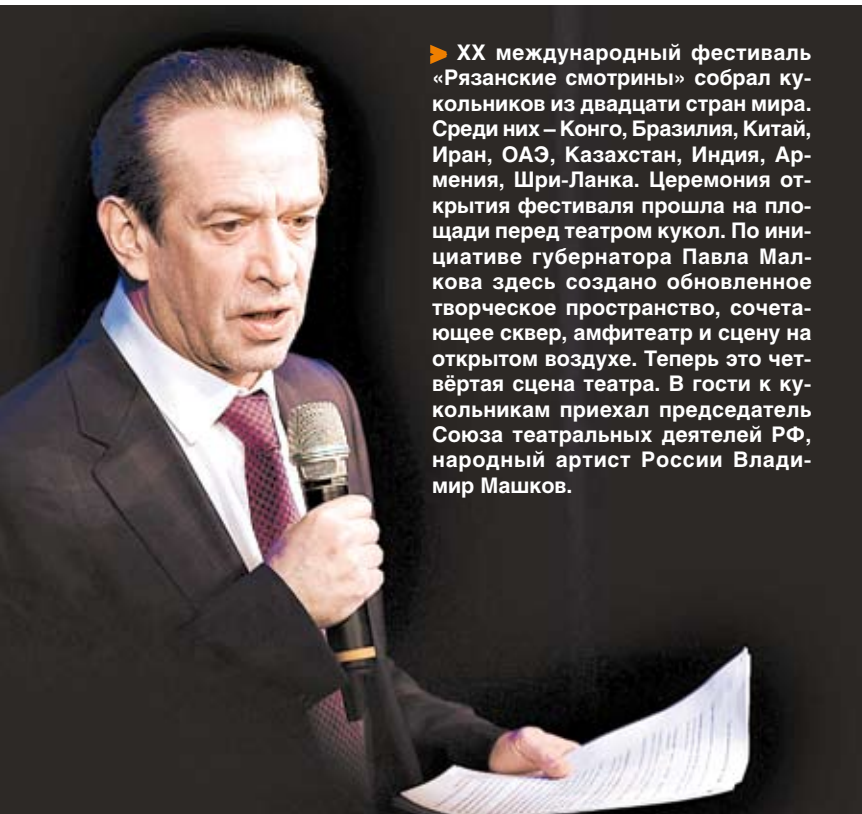 XX международный фестиваль
«Рязанские смотрины» собрал ку-
кольников из двадцати стран мира.
Среди них – Конго, Бразилия, Китай,
Иран, ОАЭ, Казахстан, Индия, Ар-
мения, Шри-Ланка. Церемония от-
крытия фестиваля прошла на пло-
щади перед театром кукол. По ини-
циативе губернатора Павла Мал-
кова здесь создано обновленное
творческое пространство, сочета-
ющее сквер, амфитеатр и сцену на
открытом воздухе. Теперь это чет-
вёртая сцена театра. В гости к ку-
кольникам приехал председатель
Союза театральных деятелей РФ,
народный артист России Влади-
мир Машков.